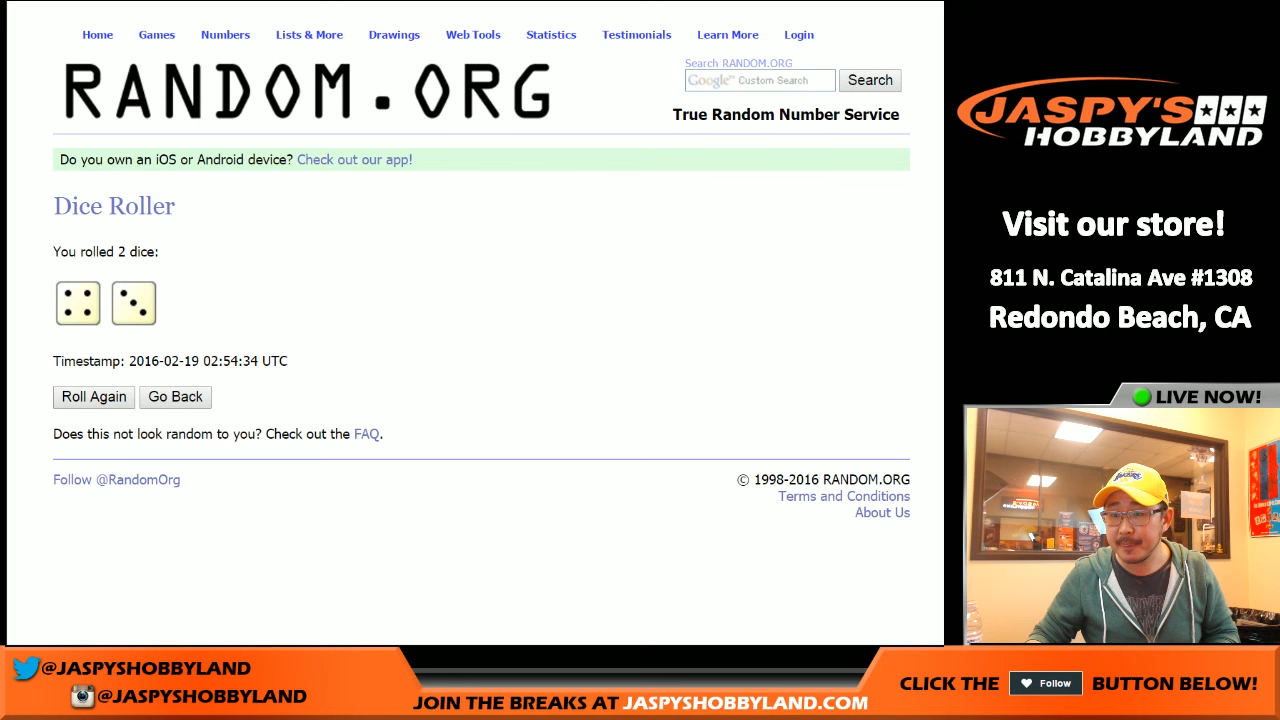 Home Games Numbers Lists & More Drawings Web Tools Statistics Testimonials Learn More Login
RANDOM.ORG
Search RANDOM.ORG
Google™ Custom Search Search
True Random Number Service
Do you own an iOS or Android device? Check out our app!
Dice Roller
You rolled 2 dice:
Timestamp: 2016-02-19 02:54:34 UTC
Roll Again Go Back
Does this not look random to you? Check out the FAQ.
Follow @RandomOrg
© 1998-2016 RANDOM.ORG
Terms and Conditions
About Us
JASPY'S
HOBBYLAND
Visit our store!
811 N. Catalina Ave #1308
Redondo Beach, CA
LIVE NOW!
@JASPYSHOBBYLAND
@JASPYSHOBBYLAND
JOIN THE BREAKS AT JASPYSHOBBYLAND.COM
CLICK THE Follow BUTTON BELOW!